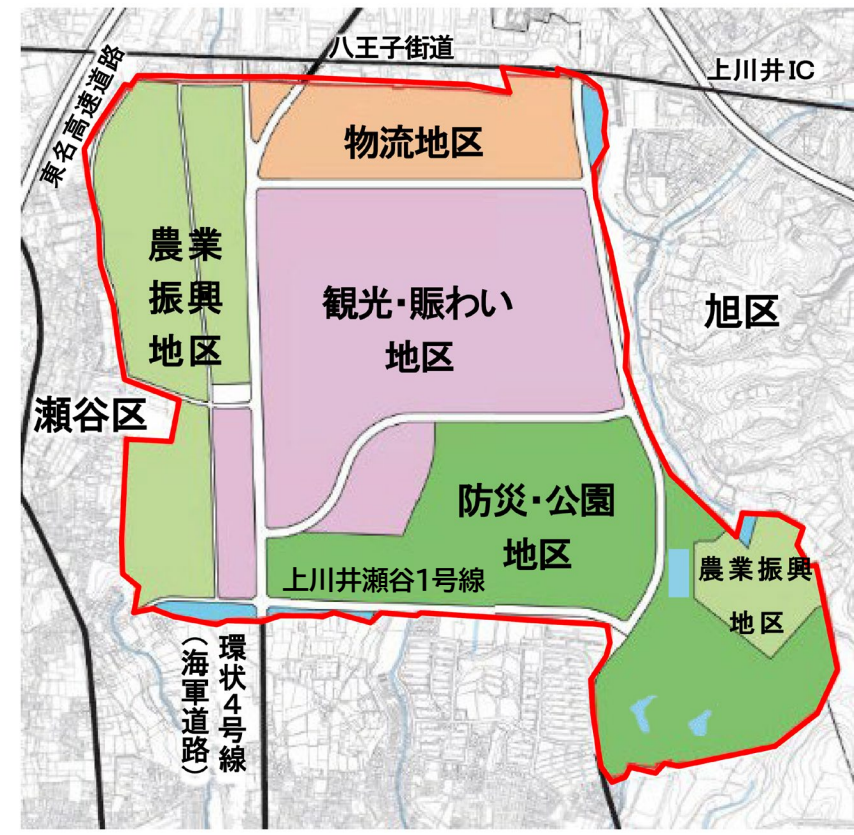 八王子街道
上川井IC
東名高速道路
物流地区
農業
振興
地区
観光・賑わい
地区
旭区
瀬谷区
防災・公園
地区
農業振興
地区
上川井瀬谷1号線
環状4号線
（海軍道路）